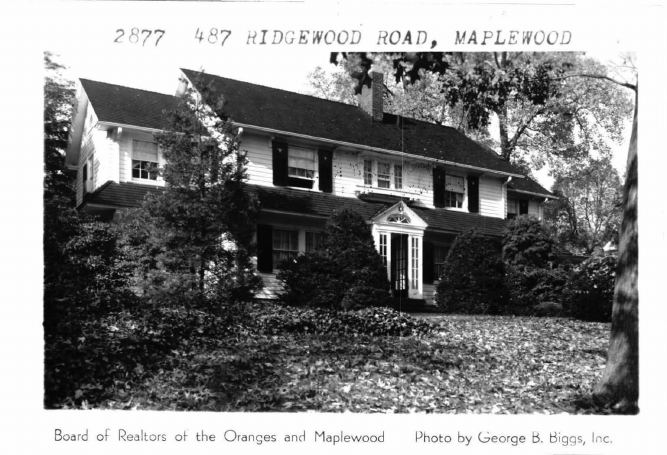 2877 487 RIDGEWOOD ROAD, MAPLEWOOD
Board of Realtors of the Oranges and Maplewood Photo by George B. Biggs, Inc.